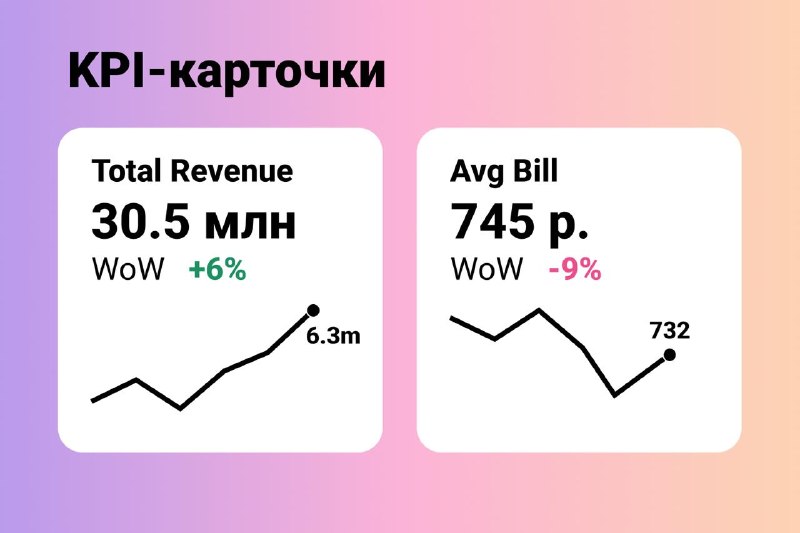 KPI-карточки
Total Revenue
30.5 млн
WoW +6%
6.3m
Avg Bill
745 р.
WoW -9%
732